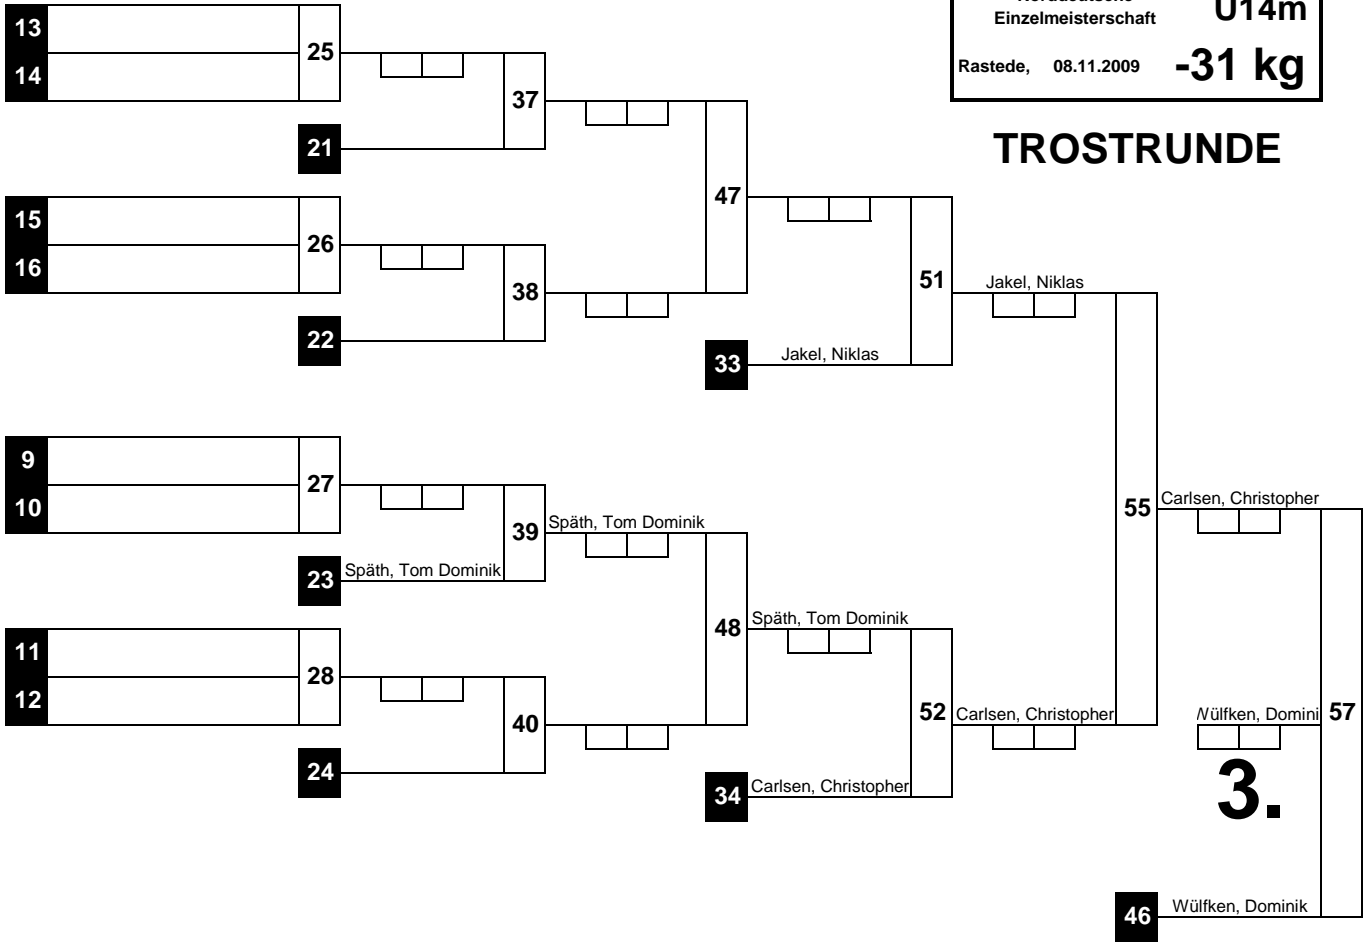 Einzelmeisterschaft
U14m
Rastede, 08.11.2009 -31 kg
TROSTRUNDE
13
25
14
37
21
47
15
26
16
38
22
51
Jakel, Niklas
33 Jakel, Niklas
9
27
10
39
Späth, Tom Dominik
23 Späth, Tom Dominik
55
Carlsen, Christopher
11
28
12
40
48
Späth, Tom Dominik
24
52
Carlsen, Christopher
34 Carlsen, Christopher
Wülfken, Domini
57
3.
46 Wülfken, Dominik